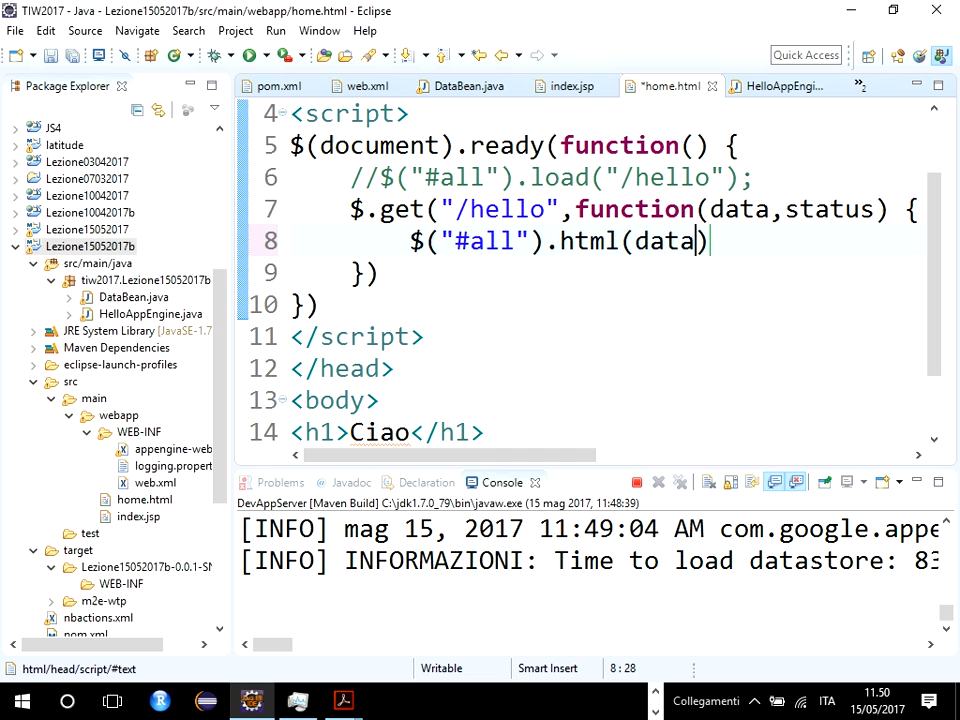 TIW2017 - Java - Lezione15052017b/src/main/webapp/home.html - Eclipse
File Edit Source Navigate Search Project Run Window Help
Quick Access
Package Explorer
pom.xml web.xml DataBean.java index.jsp *home.html HelloAppEngi... »2
JS4
latitude
Lezione03042017
Lezione07032017
Lezione10042017
Lezione10042017b
Lezione15052017
Lezione15052017b
src/main/java
tiw2017.Lezione15052017b
DataBean.java
HelloAppEngine.java
JRE System Library [JavaSE-1.7
Maven Dependencies
eclipse-launch-profiles
src
main
webapp
WEB-INF
appengine-web
logging.propert
web.xml
home.html
index.jsp
test
target
Lezione15052017b-0.0.1-SN
WEB-INF
m2e-wtp
nbactions.xml
pom.xml
4 <script>
5 $(document).ready(function() {
6 //$("#all").load("/hello");
7 $.get("/hello",function(data,status) {
8 $("#all").html(data)
9 })
10 })
11 </script>
12 </head>
13 <body>
14 <h1>Ciao</h1>
Problems Javadoc Declaration Console
DevAppServer [Maven Build] C:\jdk1.7.0_79\bin\javaw.exe (15 mag 2017, 11:48:39)
[INFO] mag 15, 2017 11:49:04 AM com.google.appe
[INFO] INFORMAZIONI: Time to load datastore: 83
html/head/script/#text Writable Smart Insert 8 : 28
Collegamenti ITA 11.50
15/05/2017